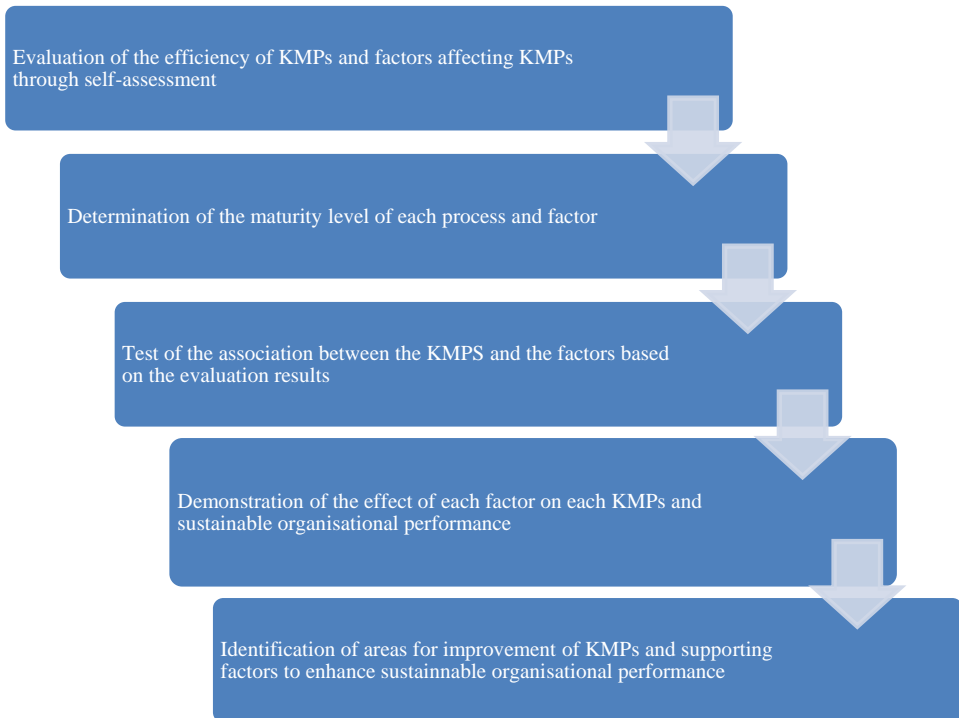 Evaluation of the efficiency of KMPs and factors affecting KMPs
through self-assessment
Determination of the maturity level of each process and factor
Test of the association between the KMPS and the factors based
on the evaluation results
Demonstration of the effect of each factor on each KMPs and
sustainable organisational performance
Identification of areas for improvement of KMPs and supporting
factors to enhance sustainnable organisational performance